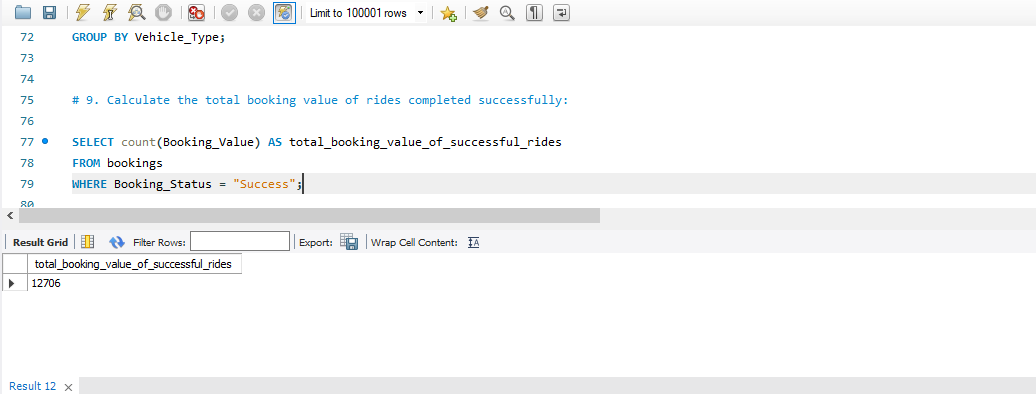 Limit to 100001 rows
72 GROUP BY Vehicle_Type;
73
74
75 # 9. Calculate the total booking value of rides completed successfully:
76
77 SELECT count(Booking_Value) AS total_booking_value_of_successful_rides
78 FROM bookings
79 WHERE Booking_Status = "Success";
80
Result Grid Filter Rows: Export: Wrap Cell Content: IA
total_booking_value_of_successful_rides
12706
Result 12 ×